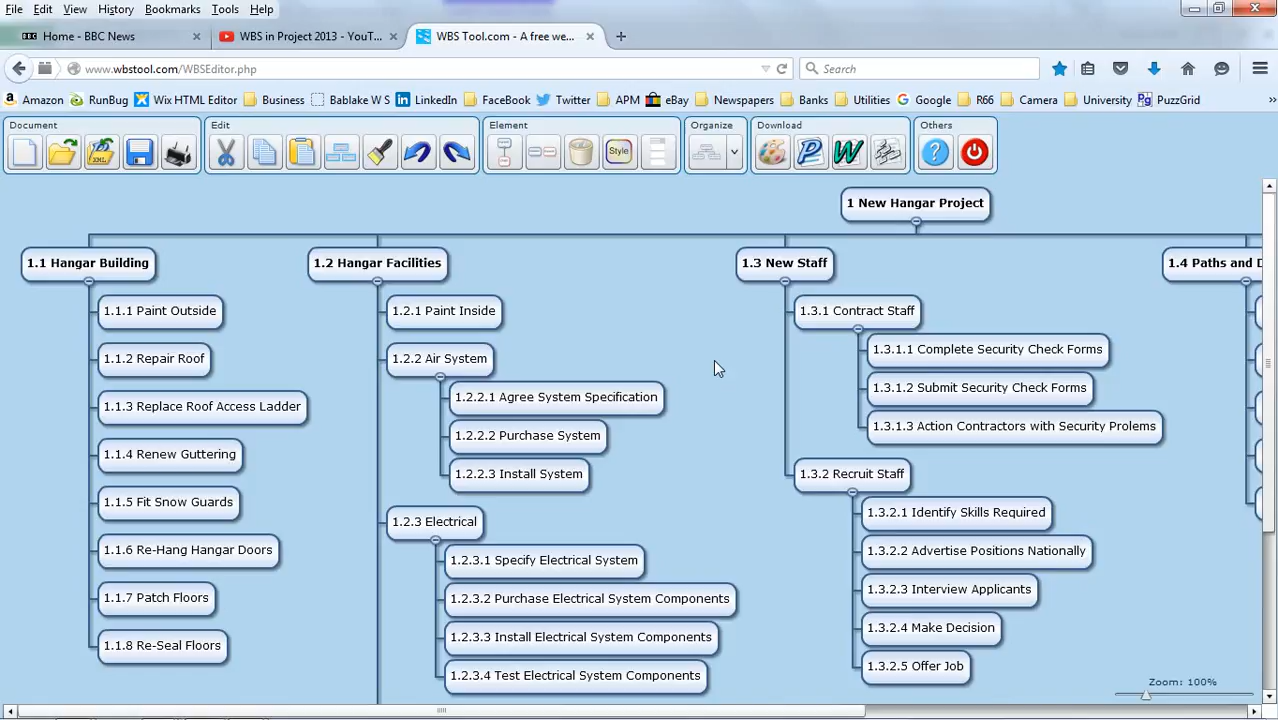 File Edit View History Bookmarks Tools Help
Home - BBC News
WBS in Project 2013 - YouT...
WBS Tool.com - A free we...
www.wbstool.com/WBSEditor.php
Search
Amazon RunBug Wix HTML Editor Business Bablake W S LinkedIn FaceBook Twitter APM eBay Newspapers Banks Utilities Google R66 Camera University PuzzGrid
Document Edit Element Organize Download Others
Style
1 New Hangar Project
1.1 Hangar Building
1.1.1 Paint Outside
1.1.2 Repair Roof
1.1.3 Replace Roof Access Ladder
1.1.4 Renew Guttering
1.1.5 Fit Snow Guards
1.1.6 Re-Hang Hangar Doors
1.1.7 Patch Floors
1.1.8 Re-Seal Floors
1.2 Hangar Facilities
1.2.1 Paint Inside
1.2.2 Air System
1.2.2.1 Agree System Specification
1.2.2.2 Purchase System
1.2.2.3 Install System
1.2.3 Electrical
1.2.3.1 Specify Electrical System
1.2.3.2 Purchase Electrical System Components
1.2.3.3 Install Electrical System Components
1.2.3.4 Test Electrical System Components
1.3 New Staff
1.3.1 Contract Staff
1.3.1.1 Complete Security Check Forms
1.3.1.2 Submit Security Check Forms
1.3.1.3 Action Contractors with Security Prolems
1.3.2 Recruit Staff
1.3.2.1 Identify Skills Required
1.3.2.2 Advertise Positions Nationally
1.3.2.3 Interview Applicants
1.3.2.4 Make Decision
1.3.2.5 Offer Job
1.4 Paths and
Zoom: 100%